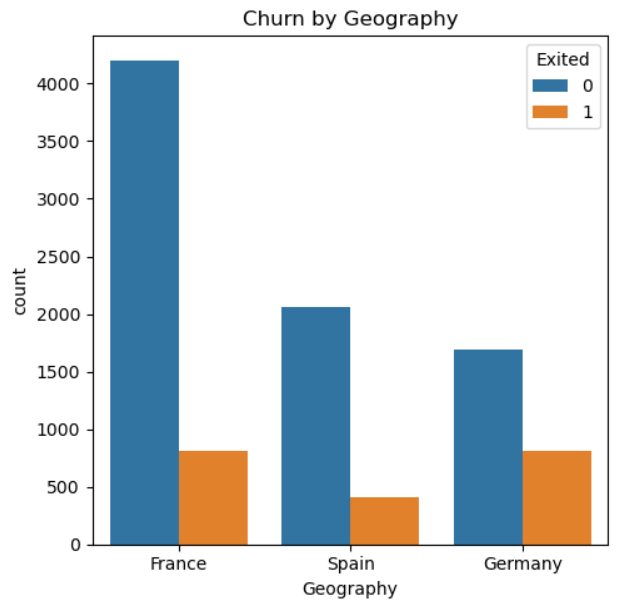 Churn by Geography
Exited
0
1
4000
3500
3000
2500
2000
1500
1000
500
0
count
France Spain Germany
Geography